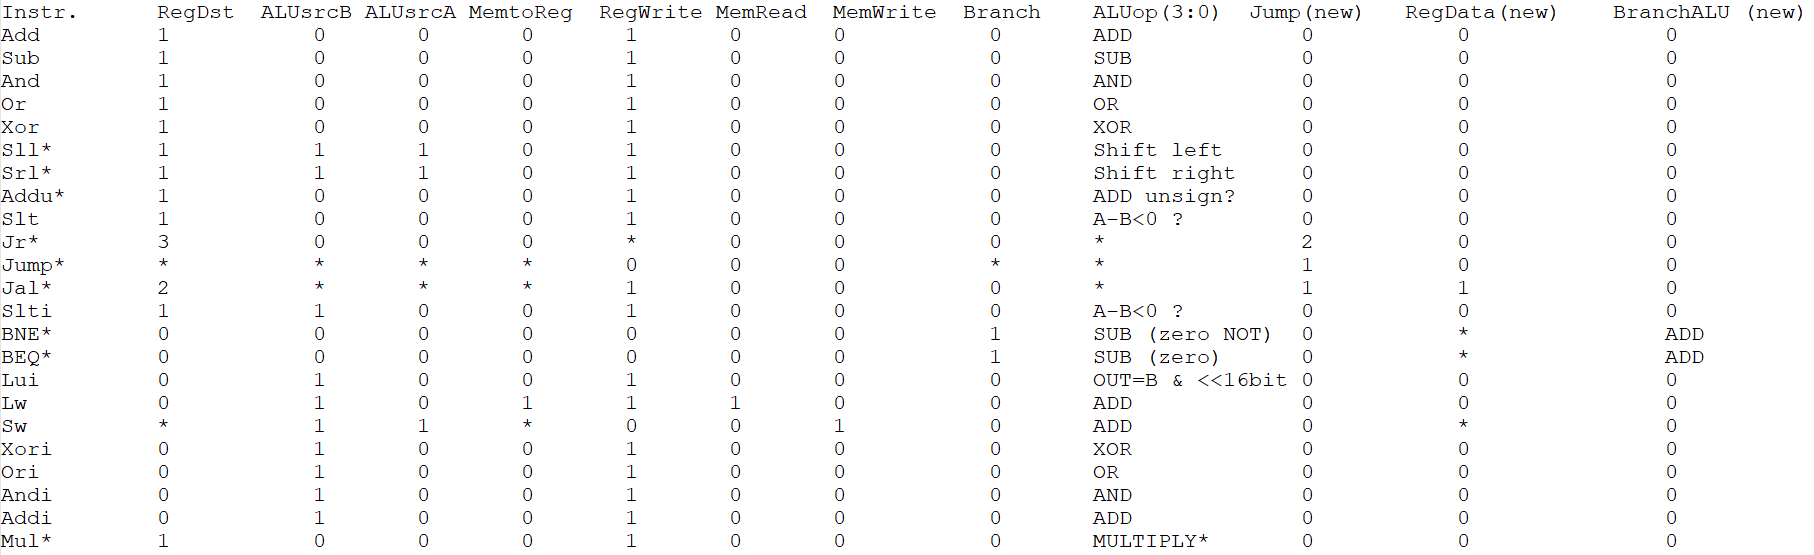 Instr. RegDst ALUsrcB ALUsrcA MemtoReg RegWrite MemRead MemWrite Branch ALUop(3:0) Jump(new) RegData(new) BranchALU (new)
Add 1 0 0 0 1 0 0 0 ADD 0 0 0
Sub 1 0 0 0 1 0 0 0 SUB 0 0 0
And 1 0 0 0 1 0 0 0 AND 0 0 0
Or 1 0 0 0 1 0 0 0 OR 0 0 0
Xor 1 0 0 0 1 0 0 0 XOR 0 0 0
Sll* 1 1 1 0 1 0 0 0 Shift left 0 0 0
Srl* 1 1 1 0 1 0 0 0 Shift right 0 0 0
Addu* 1 0 0 0 1 0 0 0 ADD unsign? 0 0 0
Slt 1 0 0 0 1 0 0 0 A-B<0 ? 0 0 0
Jr* 3 0 0 0 * 0 0 0 * 2 0 0
Jump* * * * * 0 0 0 * * 1 0 0
Jal* 2 * * * 1 0 0 0 * 1 1 0
Slti 1 1 0 0 1 0 0 0 A-B<0 ? 0 0 0
BNE* 0 0 0 0 0 0 0 1 SUB (zero NOT) 0 * ADD
BEQ* 0 0 0 0 0 0 0 1 SUB (zero) 0 * ADD
Lui 0 1 0 0 1 0 0 0 OUT=B & <<16bit 0 0 0
Lw 0 1 0 1 1 1 0 0 ADD 0 0 0
Sw * 1 1 * 0 0 1 0 ADD 0 * 0
Xori 0 1 0 0 1 0 0 0 XOR 0 0 0
Ori 0 1 0 0 1 0 0 0 OR 0 0 0
Andi 0 1 0 0 1 0 0 0 AND 0 0 0
Addi 0 1 0 0 1 0 0 0 ADD 0 0 0
Mul* 1 0 0 0 1 0 0 0 MULTIPLY* 0 0 0